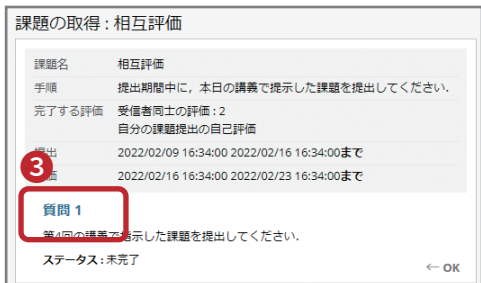 課題の取得 : 相互評価
課題名 相互評価
手順 提出期間中に，本日の講義で提示した課題を提出してください．
完了する評価 受信者同士の評価 : 2
自分の課題提出の自己評価
出 2022/02/09 16:34:00 2022/02/16 16:34:00まで
3
2022/02/16 16:34:00 2022/02/23 16:34:00まで
質問 1
第4回の講義で指示した課題を提出してください．
ステータス : 未完了
← OK